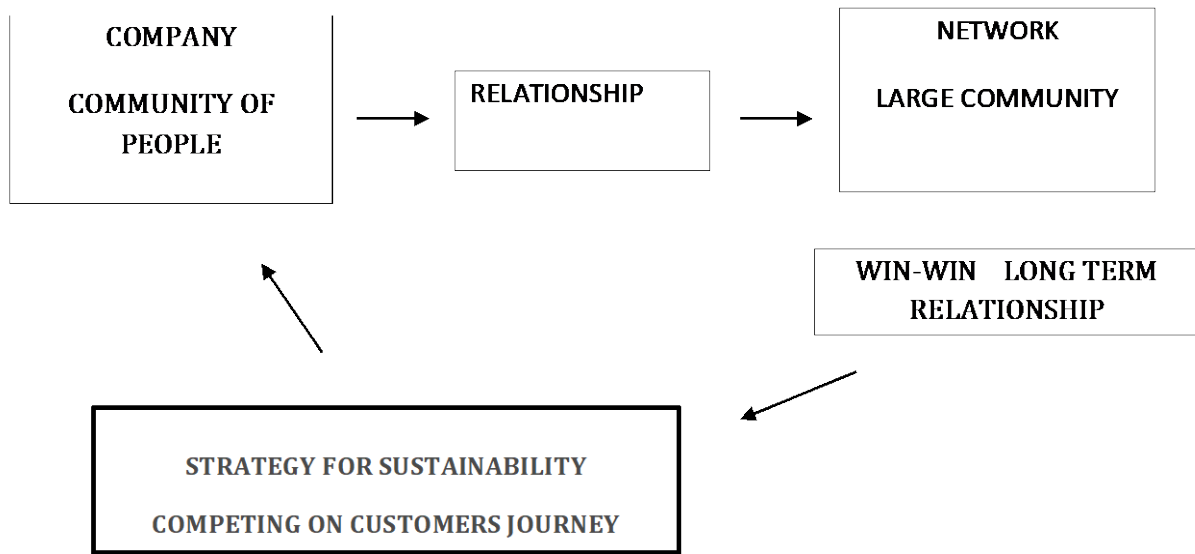 COMPANY
COMMUNITY OF
PEOPLE
RELATIONSHIP
NETWORK
LARGE COMMUNITY
WIN-WIN LONG TERM
RELATIONSHIP
STRATEGY FOR SUSTAINABILITY
COMPETING ON CUSTOMERS JOURNEY